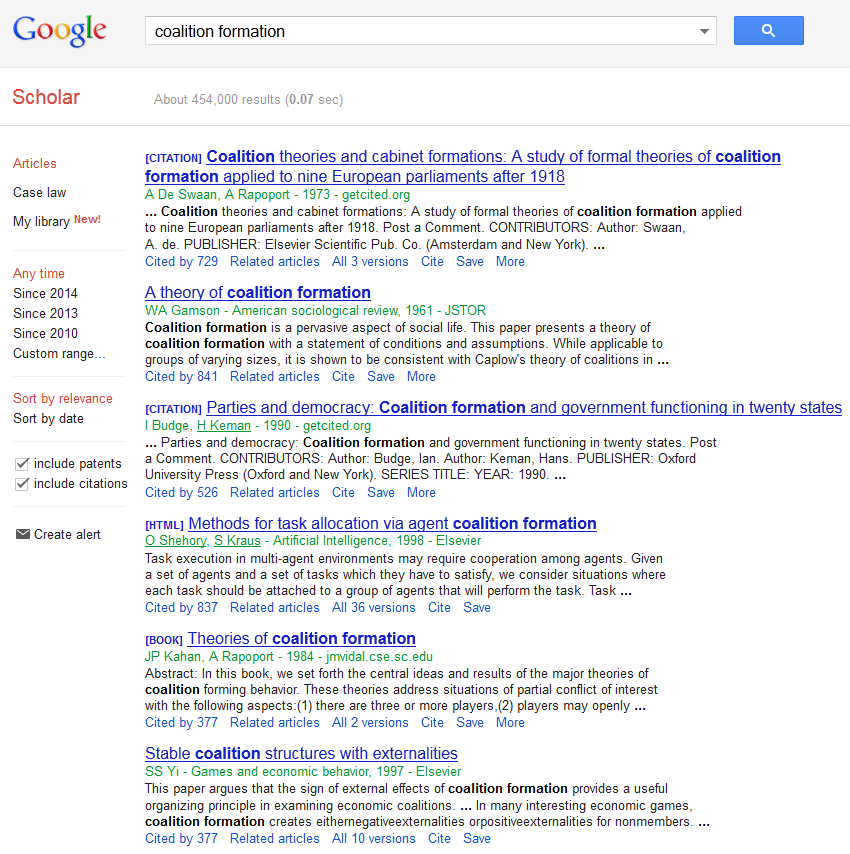 Google
coalition formation
Scholar
About 454,000 results (0.07 sec)
Articles
Case law
My library New!
Any time
Since 2014
Since 2013
Since 2010
Custom range...
Sort by relevance
Sort by date
include patents
include citations
Create alert
[CITATION] Coalition theories and cabinet formations: A study of formal theories of coalition
formation applied to nine European parliaments after 1918
A De Swaan, A Rapoport - 1973 - getcited.org
... Coalition theories and cabinet formations: A study of formal theories of coalition formation applied
to nine European parliaments after 1918. Post a Comment. CONTRIBUTORS: Author: Swaan,
A. de. PUBLISHER: Elsevier Scientific Pub. Co. (Amsterdam and New York). ...
Cited by 729 Related articles All 3 versions Cite Save More
A theory of coalition formation
WA Gamson - American sociological review, 1961 - JSTOR
Coalition formation is a pervasive aspect of social life. This paper presents a theory of
coalition formation with a statement of conditions and assumptions. While applicable to
groups of varying sizes, it is shown to be consistent with Caplow's theory of coalitions in ...
Cited by 841 Related articles Cite Save More
[CITATION] Parties and democracy: Coalition formation and government functioning in twenty states
I Budge, H Keman - 1990 - getcited.org
... Parties and democracy: Coalition formation and government functioning in twenty states. Post
a Comment. CONTRIBUTORS: Author: Budge, Ian. Author: Keman, Hans. PUBLISHER: Oxford
University Press (Oxford and New York). SERIES TITLE: YEAR: 1990. ...
Cited by 526 Related articles Cite Save More
[HTML] Methods for task allocation via agent coalition formation
O Shehory, S Kraus - Artificial Intelligence, 1998 - Elsevier
Task execution in multi-agent environments may require cooperation among agents. Given
a set of agents and a set of tasks which they have to satisfy, we consider situations where
each task should be attached to a group of agents that will perform the task. Task ...
Cited by 837 Related articles All 36 versions Cite Save
[BOOK] Theories of coalition formation
JP Kahan, A Rapoport - 1984 - jmvidal.cse.sc.edu
Abstract: In this book, we set forth the central ideas and results of the major theories of
coalition forming behavior. These theories address situations of partial conflict of interest
with the following aspects:(1) there are three or more players,(2) players may openly ...
Cited by 377 Related articles All 2 versions Cite Save More
Stable coalition structures with externalities
SS Yi - Games and economic behavior, 1997 - Elsevier
This paper argues that the sign of external effects of coalition formation provides a useful
organizing principle in examining economic coalitions. ... In many interesting economic games,
coalition formation creates eithernegativeexternalities orpositiveexternalities for nonmembers. ...
Cited by 377 Related articles All 10 versions Cite Save